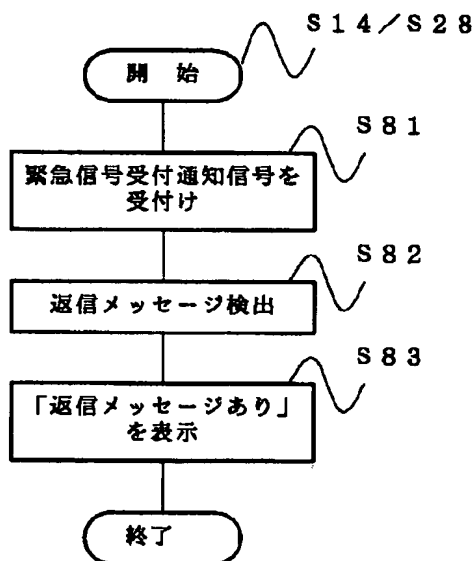 S14/S28
開 始
S81
緊急信号受付通知信号を
受付け
S82
返信メッセージ検出
S83
「返信メッセージあり」
を表示
終了